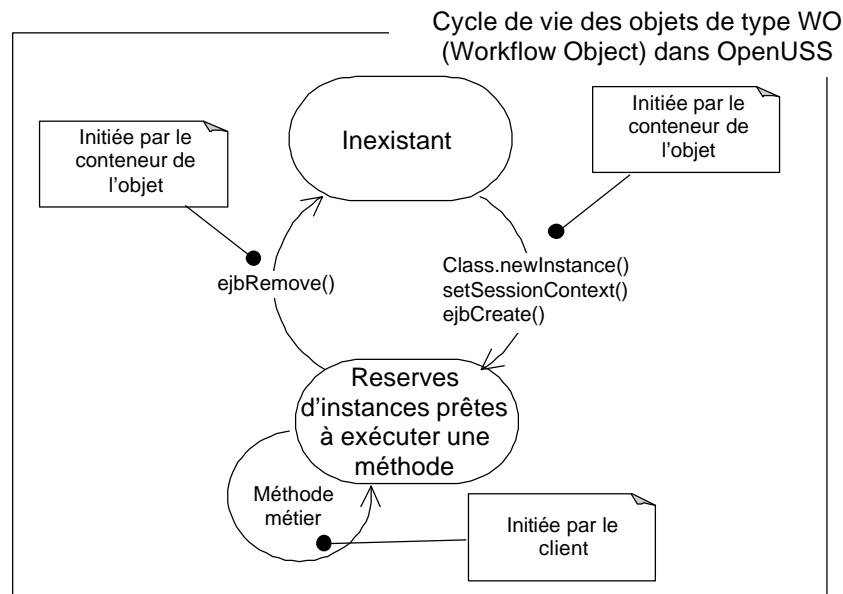 Cycle de vie des objets de type WO
(Workflow Object) dans OpenUSS
Initiée par le
conteneur de
l'objet
Inexistant
Initiée par le
conteneur de
l'objet
ejbRemove()
Class.newInstance()
setSessionContext()
ejbCreate()
Reserves
d'instances prêtes
à exécuter une
méthode
Méthode
métier
Initiée par le
client